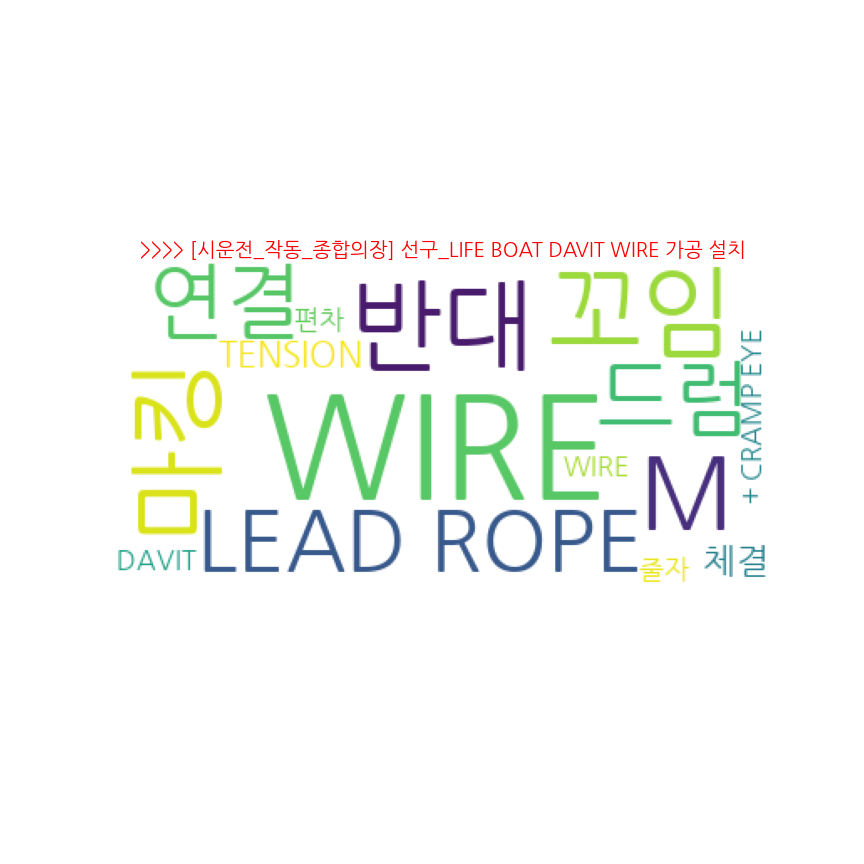 >>>> [시운전_작동_종합의장] 선구_LIFE BOAT DAVIT WIRE 가공 설치
연결
편차
반대
꼬임
TENSION
드럼
+ CRAMP EYE
마킹
WIRE
WIRE
M
LEAD ROPE
DAVIT
줄자
체결